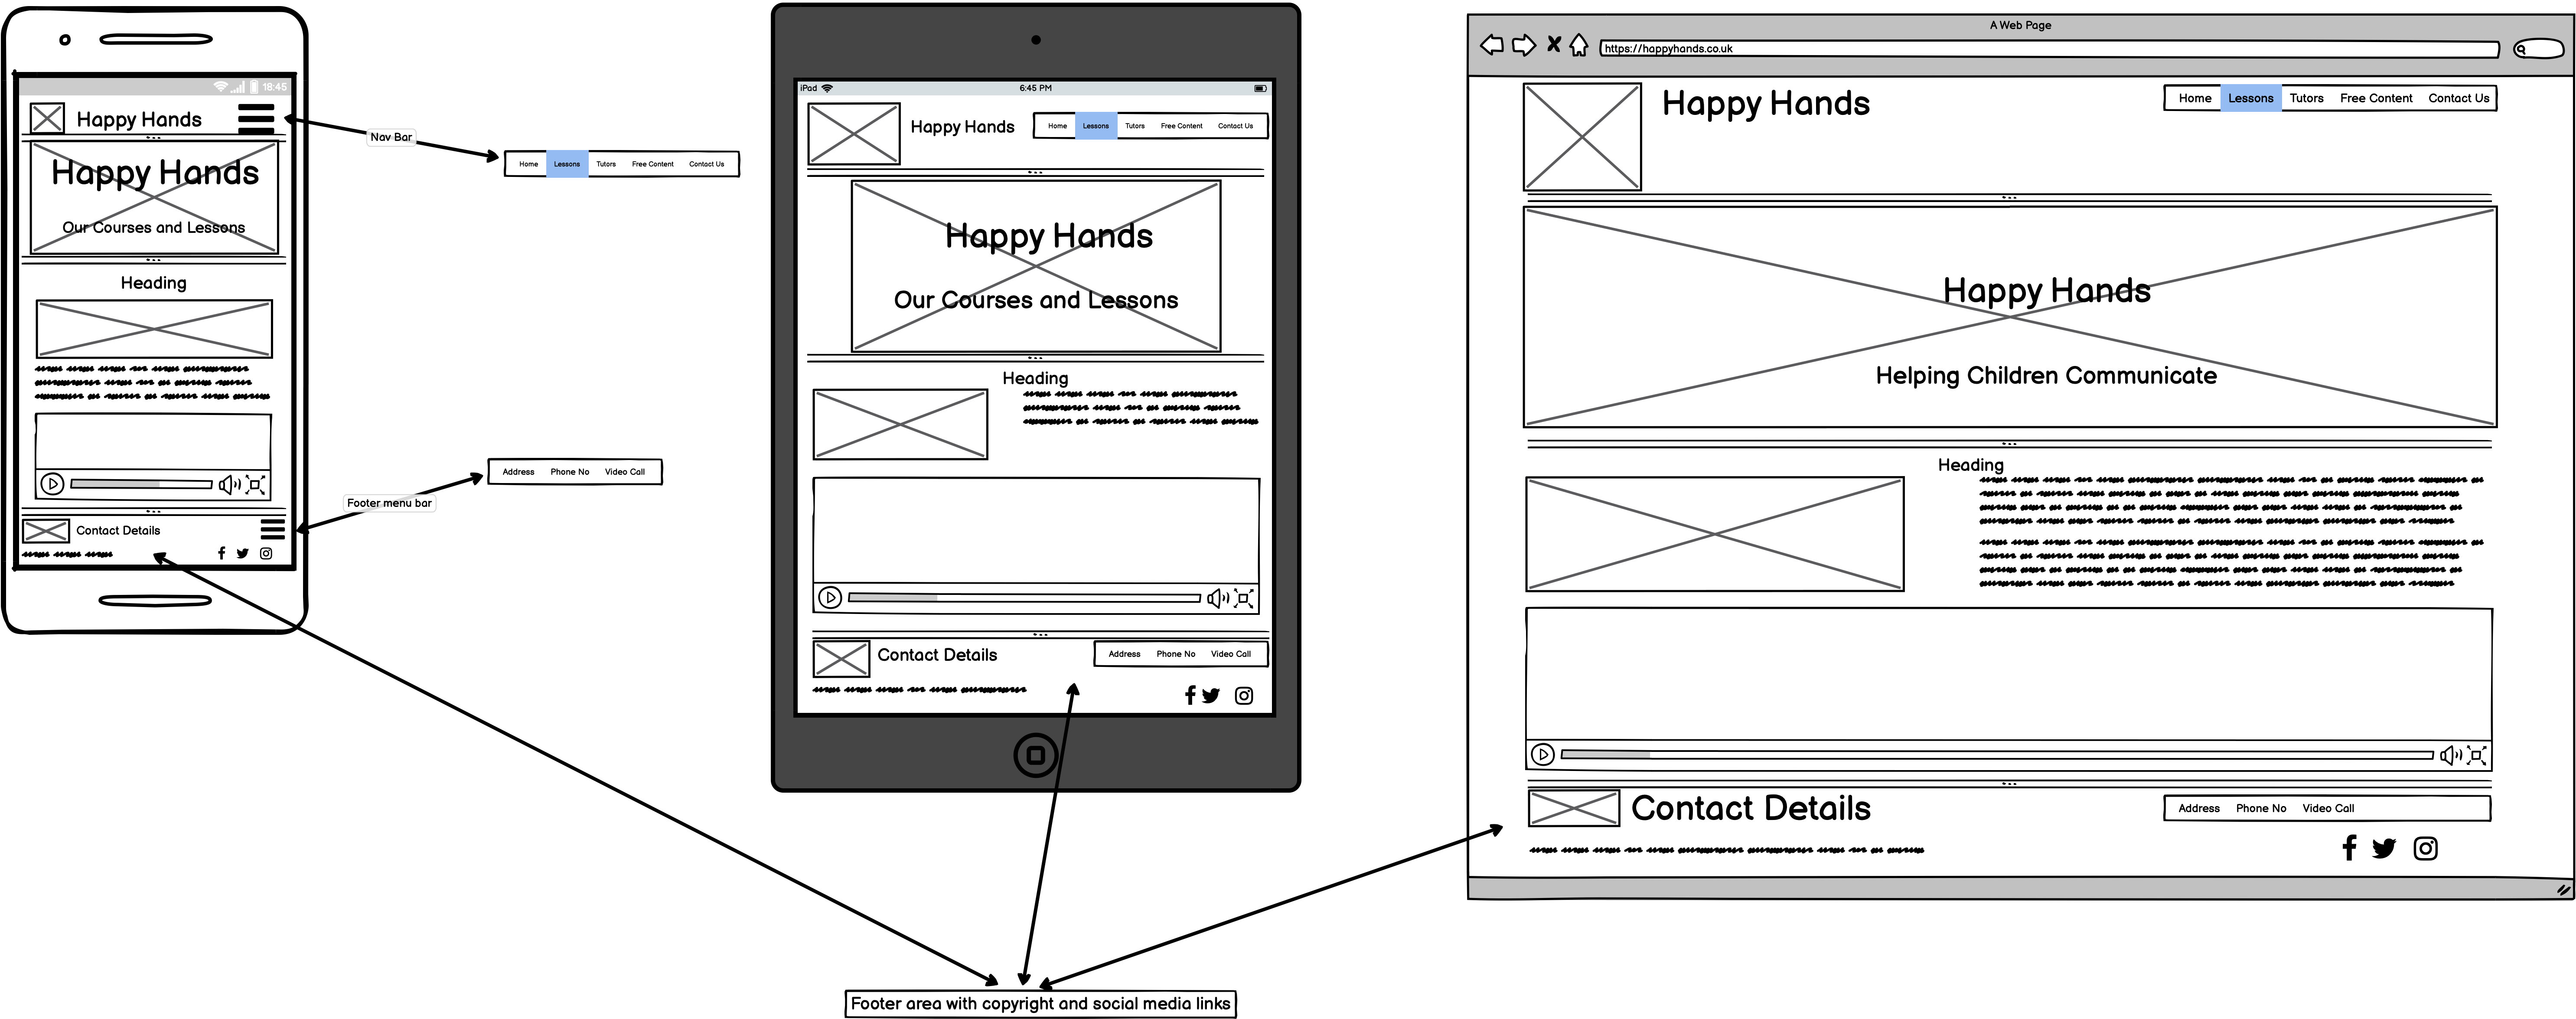 18:45
Happy Hands
Happy Hands
Our Courses and Lessons
Heading
Contact Details
Nav Bar
Home Lessons Tutors Free Content Contact Us
Address Phone No Video Call
Footer menu bar
iPad 6:45 PM
Happy Hands
Home Lessons Tutors Free Content Contact Us
Happy Hands
Our Courses and Lessons
Heading
Contact Details
Address Phone No Video Call
A Web Page
https://happyhands.co.uk
Happy Hands
Home Lessons Tutors Free Content Contact Us
Happy Hands
Helping Children Communicate
Heading
Contact Details
Address Phone No Video Call
Footer area with copyright and social media links